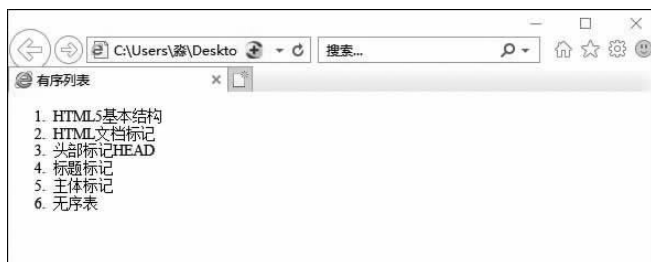 C:\Users\淼\Deskto 搜索...
有序列表
1. HTML5基本结构
2. HTML文档标记
3. 头部标记HEAD
4. 标题标记
5. 主体标记
6. 无序表